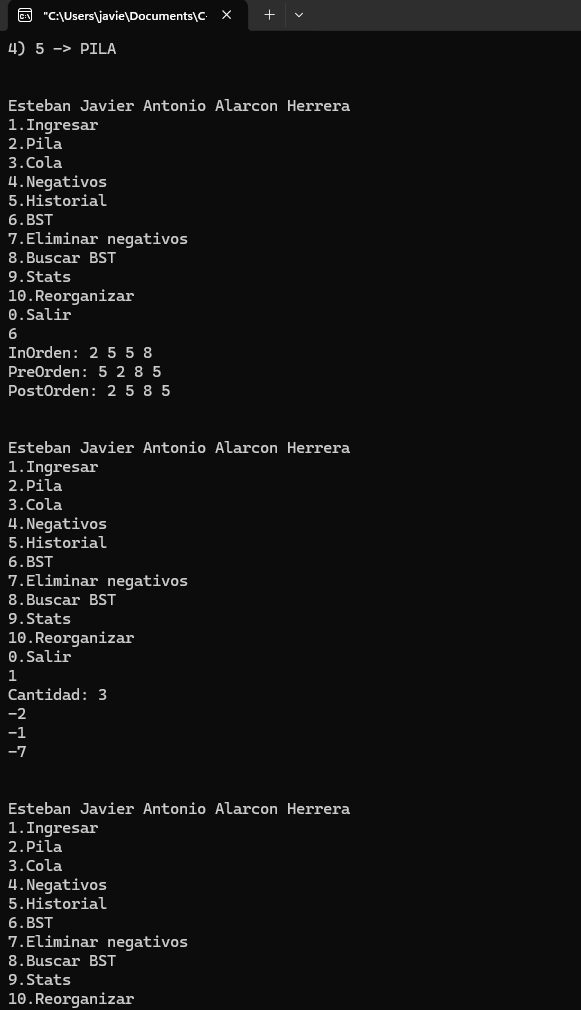 "C:\Users\javie\Documents\C·
4) 5 -> PILA
Esteban Javier Antonio Alarcon Herrera
1.Ingresar
2.Pila
3.Cola
4.Negativos
5.Historial
6.BST
7.Eliminar negativos
8.Buscar BST
9.Stats
10.Reorganizar
0.Salir
6
InOrden: 2 5 5 8
PreOrden: 5 2 8 5
PostOrden: 2 5 8 5
Esteban Javier Antonio Alarcon Herrera
1.Ingresar
2.Pila
3.Cola
4.Negativos
5.Historial
6.BST
7.Eliminar negativos
8.Buscar BST
9.Stats
10.Reorganizar
0.Salir
1
Cantidad: 3
-2
-1
-7
Esteban Javier Antonio Alarcon Herrera
1.Ingresar
2.Pila
3.Cola
4.Negativos
5.Historial
6.BST
7.Eliminar negativos
8.Buscar BST
9.Stats
10.Reorganizar